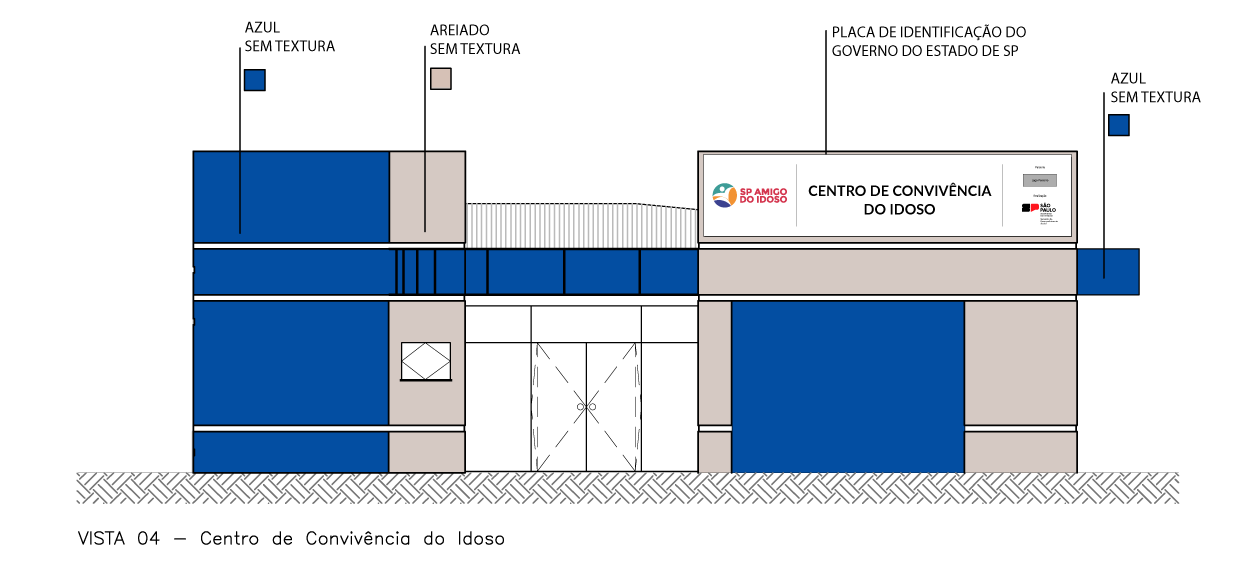 AZUL
SEM TEXTURA
AREIADO
SEM TEXTURA
PLACA DE IDENTIFICAÇÃO DO
GOVERNO DO ESTADO DE SP
AZUL
SEM TEXTURA
SP AMIGO
DO IDOSO
CENTRO DE CONVIVÊNCIA
DO IDOSO
SP
SÃO
PAULO
VISTA 04 – Centro de Convivência do Idoso